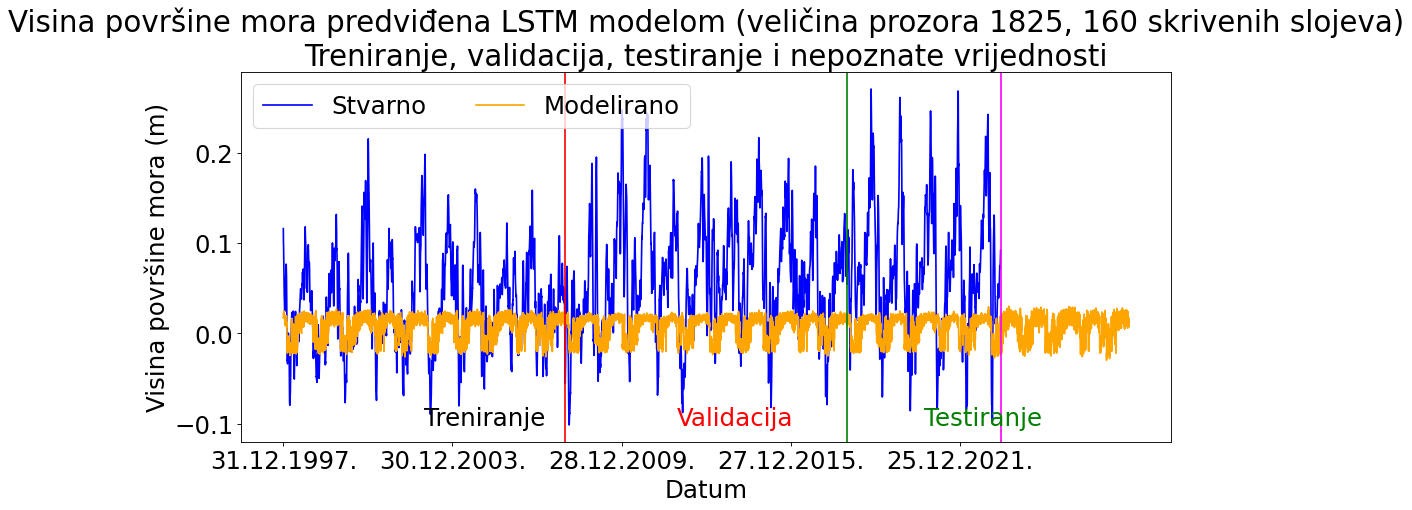 Visina površine mora predviđena LSTM modelom (veličina prozora 1825, 160 skrivenih slojeva)
Treniranje, validacija, testiranje i nepoznate vrijednosti
Stvarno Modelirano
Visina površine mora (m)
0.2
0.1
0.0
−0.1
Treniranje Validacija Testiranje
31.12.1997. 30.12.2003. 28.12.2009. 27.12.2015. 25.12.2021.
Datum